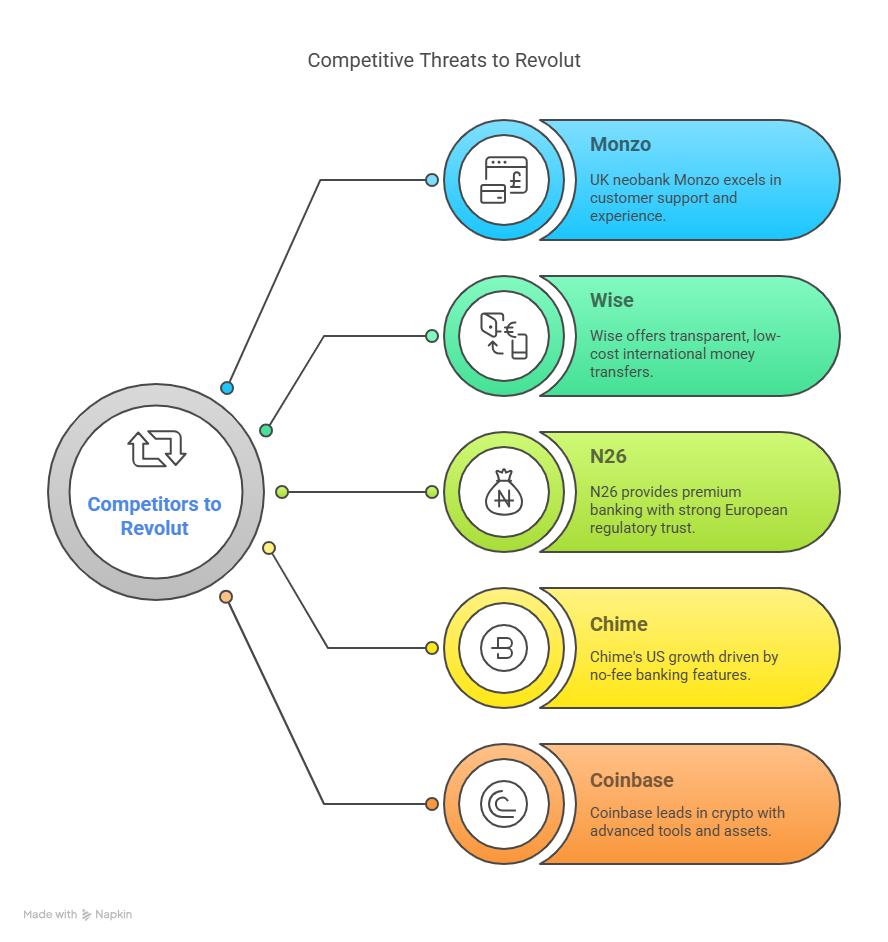 Competitive Threats to Revolut
Monzo
UK neobank Monzo excels in
customer support and
experience.
Wise
Wise offers transparent, low-
cost international money
transfers.
Competitors to
Revolut
N26
N26 provides premium
banking with strong European
regulatory trust.
Chime
Chime's US growth driven by
no-fee banking features.
Coinbase
Coinbase leads in crypto with
advanced tools and assets.
Made with Napkin